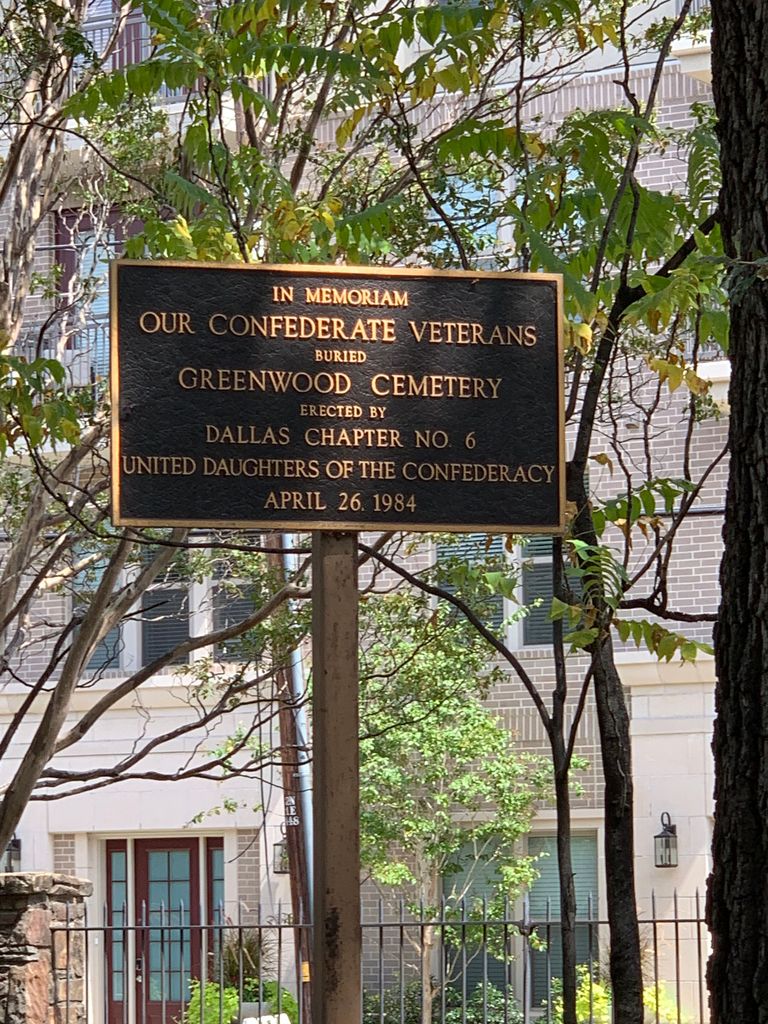 IN MEMORIAM
OUR CONFEDERATE VETERANS
BURIED
GREENWOOD CEMETERY
ERECTED BY
DALLAS CHAPTER NO. 6
UNITED DAUGHTERS OF THE CONFEDERACY
APRIL 26, 1984